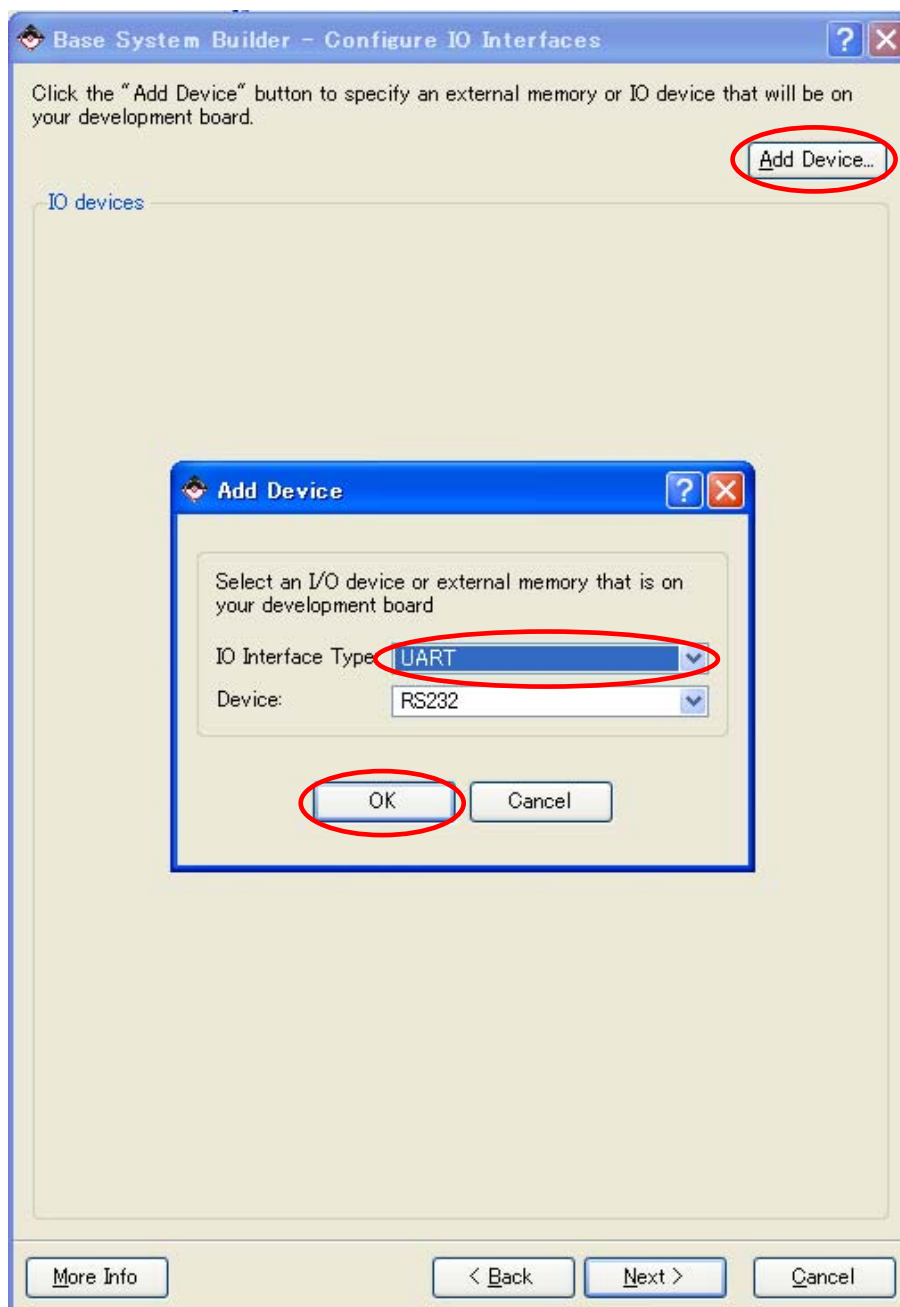 Base System Builder - Configure IO Interfaces
Click the "Add Device" button to specify an external memory or IO device that will be on
your development board.
Add Device...
IO devices
Add Device
Select an I/O device or external memory that is on
your development board
IO Interface Type
UART
Device:
RS232
OK
Cancel
More Info
< Back
Next >
Cancel